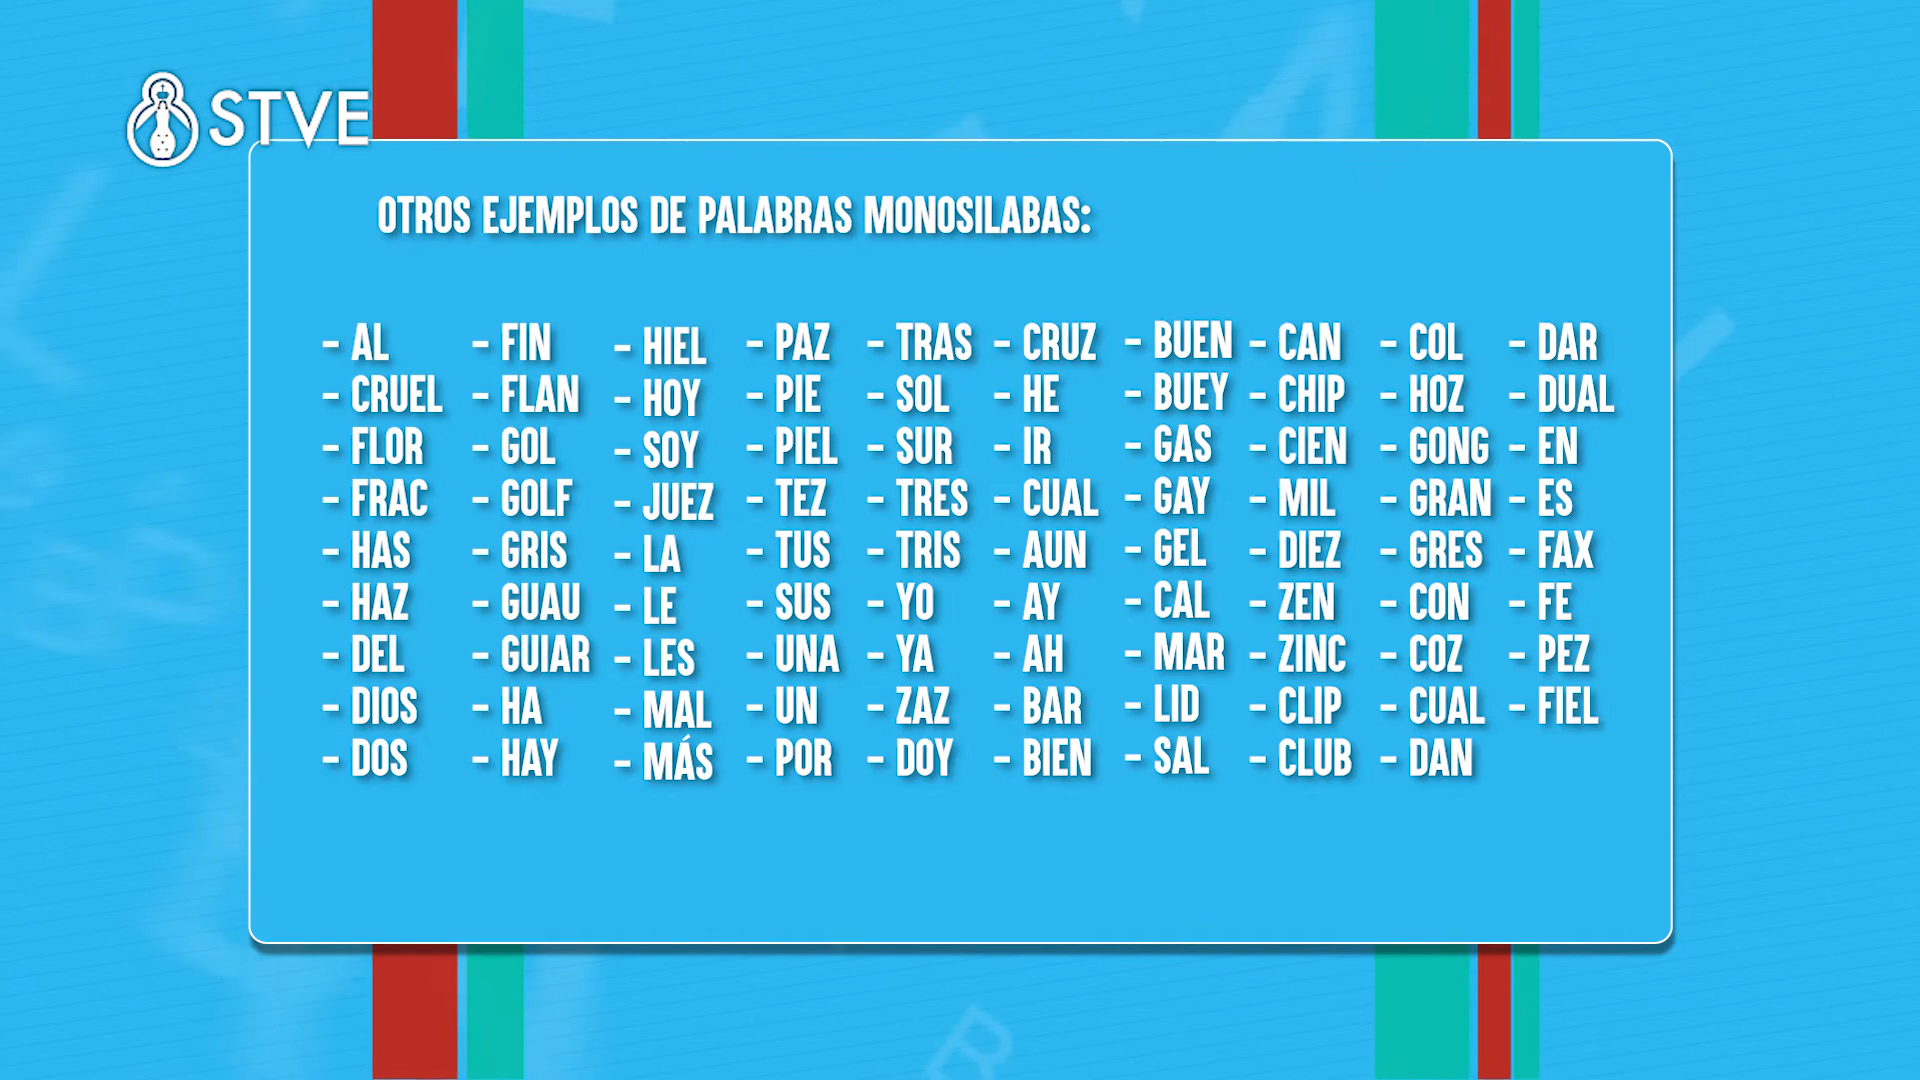 STVE
OTROS EJEMPLOS DE PALABRAS MONOSILABAS:
- AL
- CRUEL
- FLOR
- FRAC
- HAS
- HAZ
- DEL
- DIOS
- DOS
- FIN
- FLAN
- GOL
- GOLF
- GRIS
- GUAU
- GUIAR
- HA
- HAY
- HIEL
- HOY
- SOY
- JUEZ
- LA
- LE
- LES
- MAL
- MÁS
- PAZ
- PIE
- PIEL
- TEZ
- TUS
- SUS
- UNA
- UN
- POR
- TRAS
- SOL
- SUR
- TRES
- TRIS
- YO
- YA
- ZAZ
- DOY
- CRUZ
- HE
- IR
- CUAL
- AUN
- AY
- AH
- BAR
- BIEN
- BUEN
- BUEY
- GAS
- GAY
- GEL
- CAL
- MAR
- LID
- SAL
- CAN
- CHIP
- CIEN
- MIL
- DIEZ
- ZEN
- ZINC
- CLIP
- CLUB
- COL
- HOZ
- GONG
- GRAN
- GRES
- CON
- COZ
- CUAL
- DAN
- DAR
- DUAL
- EN
- ES
- FAX
- FE
- PEZ
- FIEL